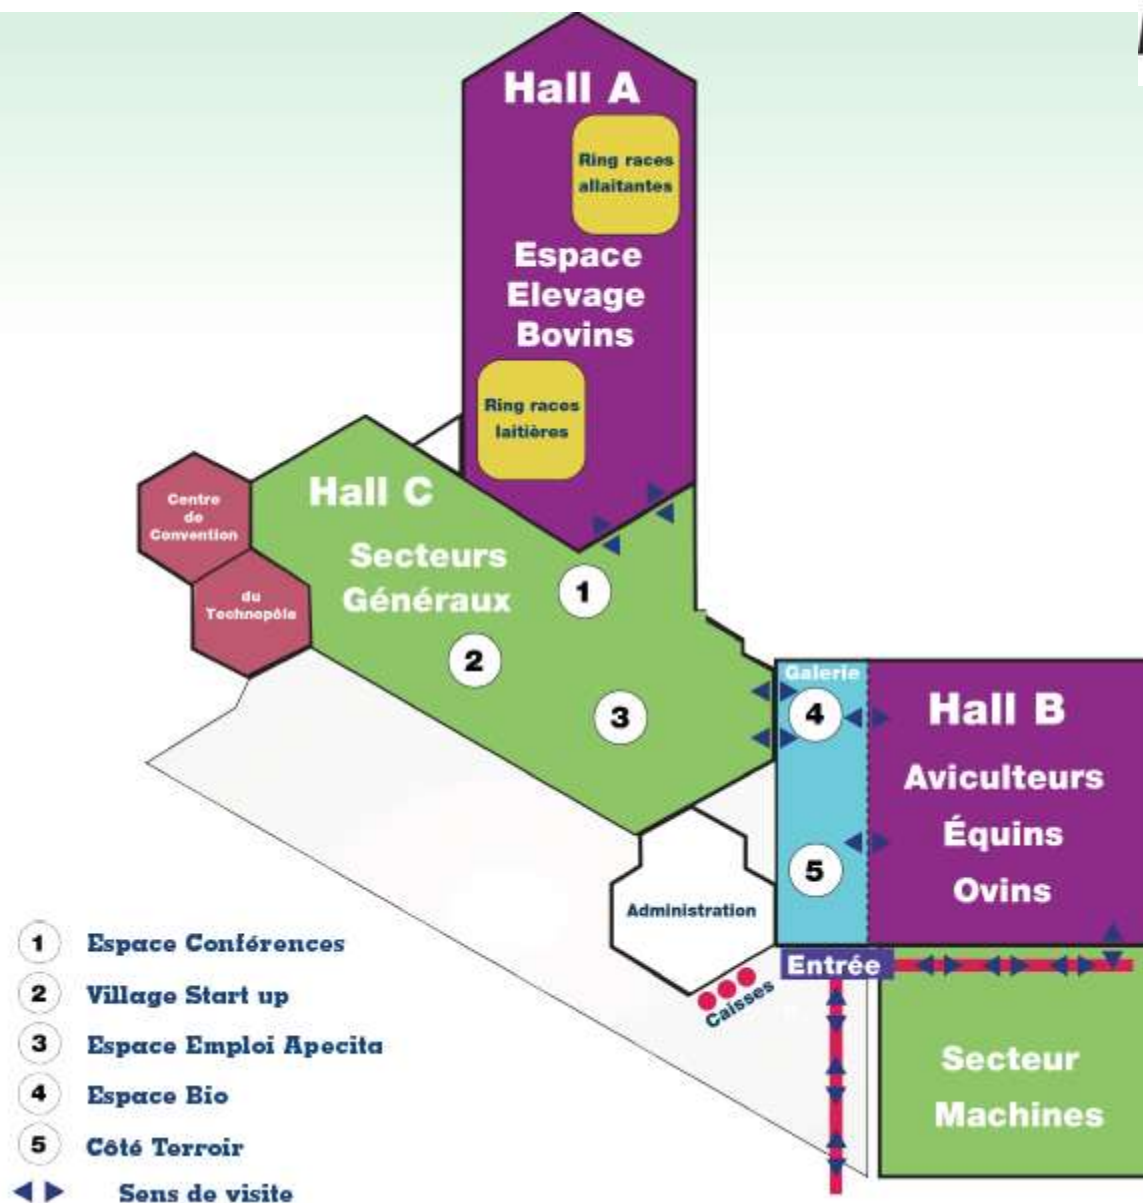 Hall A
Ring races
allaitantes
Espace
Elevage
Bovins
Ring races
laitières
Hall C
Secteurs
Généraux
Centre
de
Convention
du
Technopôle
1
2
3
Galerie
4
5
Hall B
Aviculteurs
Équins
Ovins
Administration
Caisses
Entrée
Secteur
Machines
1 Espace Conférences
2 Village Start up
3 Espace Emploi Apecita
4 Espace Bio
5 Côté Terroir
Sens de visite